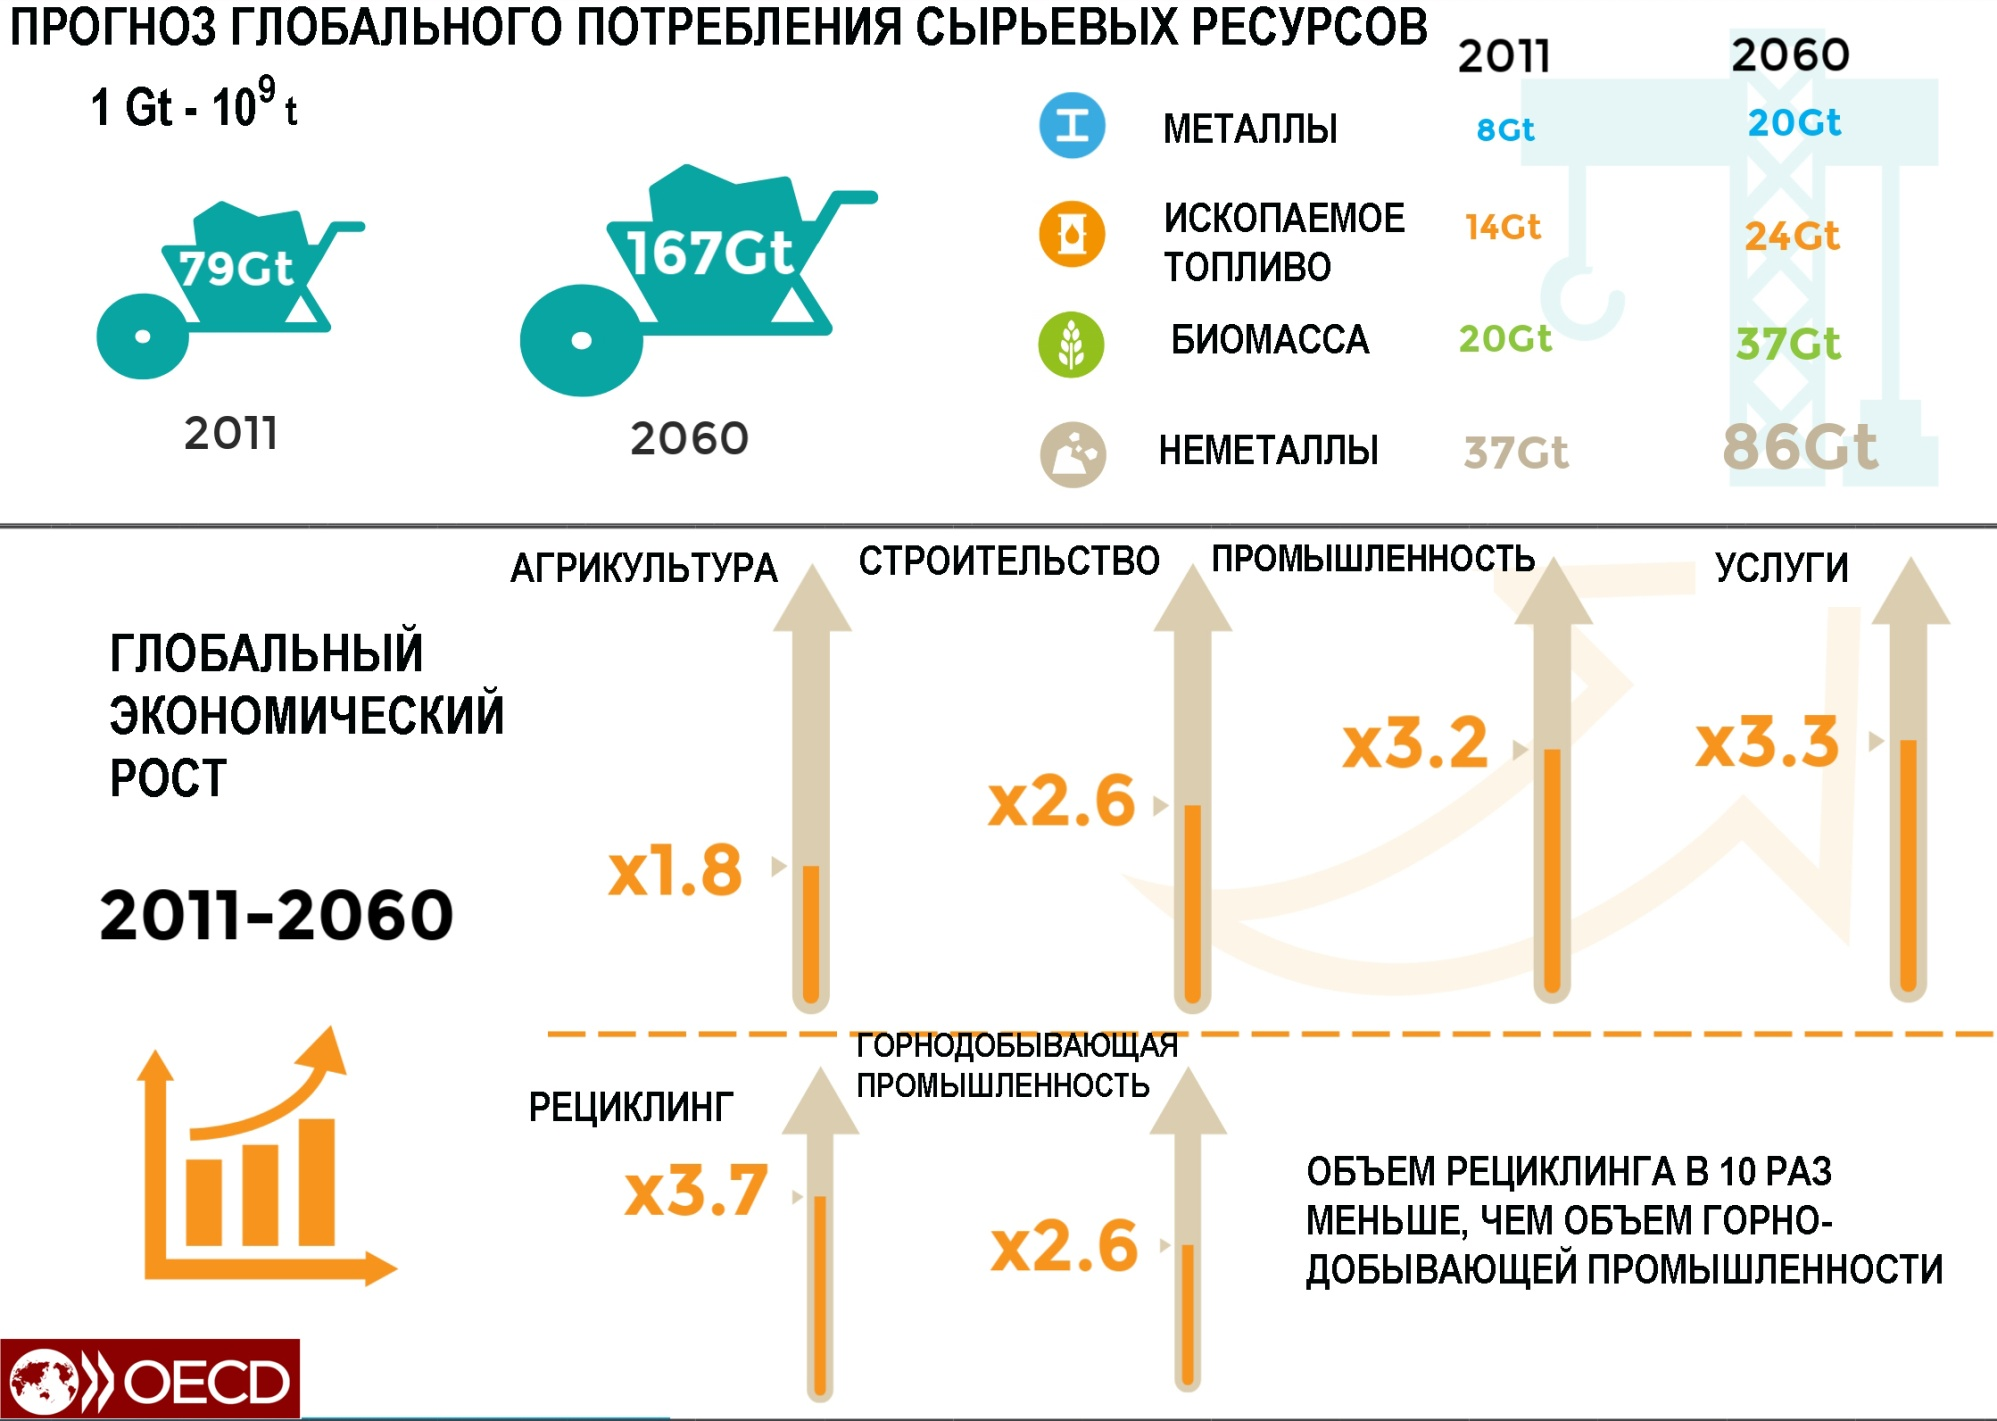 ПРОГНОЗ ГЛОБАЛЬНОГО ПОТРЕБЛЕНИЯ СЫРЬЕВЫХ РЕСУРСОВ
1 Gt - 10⁹ t
79Gt
2011
167Gt
2060
2011 2060
МЕТАЛЛЫ 8Gt 20Gt
ИСКОПАЕМОЕ
ТОПЛИВО 14Gt 24Gt
БИОМАССА 20Gt 37Gt
НЕМЕТАЛЛЫ 37Gt 86Gt
ГЛОБАЛЬНЫЙ
ЭКОНОМИЧЕСКИЙ
РОСТ
2011-2060
АГРИКУЛЬТУРА
x1.8
СТРОИТЕЛЬСТВО
x2.6
ПРОМЫШЛЕННОСТЬ
x3.2
УСЛУГИ
x3.3
РЕЦИКЛИНГ
x3.7
ГОРНОДОБЫВАЮЩАЯ
ПРОМЫШЛЕННОСТЬ
x2.6
ОБЪЕМ РЕЦИКЛИНГА В 10 РАЗ
МЕНЬШЕ, ЧЕМ ОБЪЕМ ГОРНО-
ДОБЫВАЮЩЕЙ ПРОМЫШЛЕННОСТИ
OECD